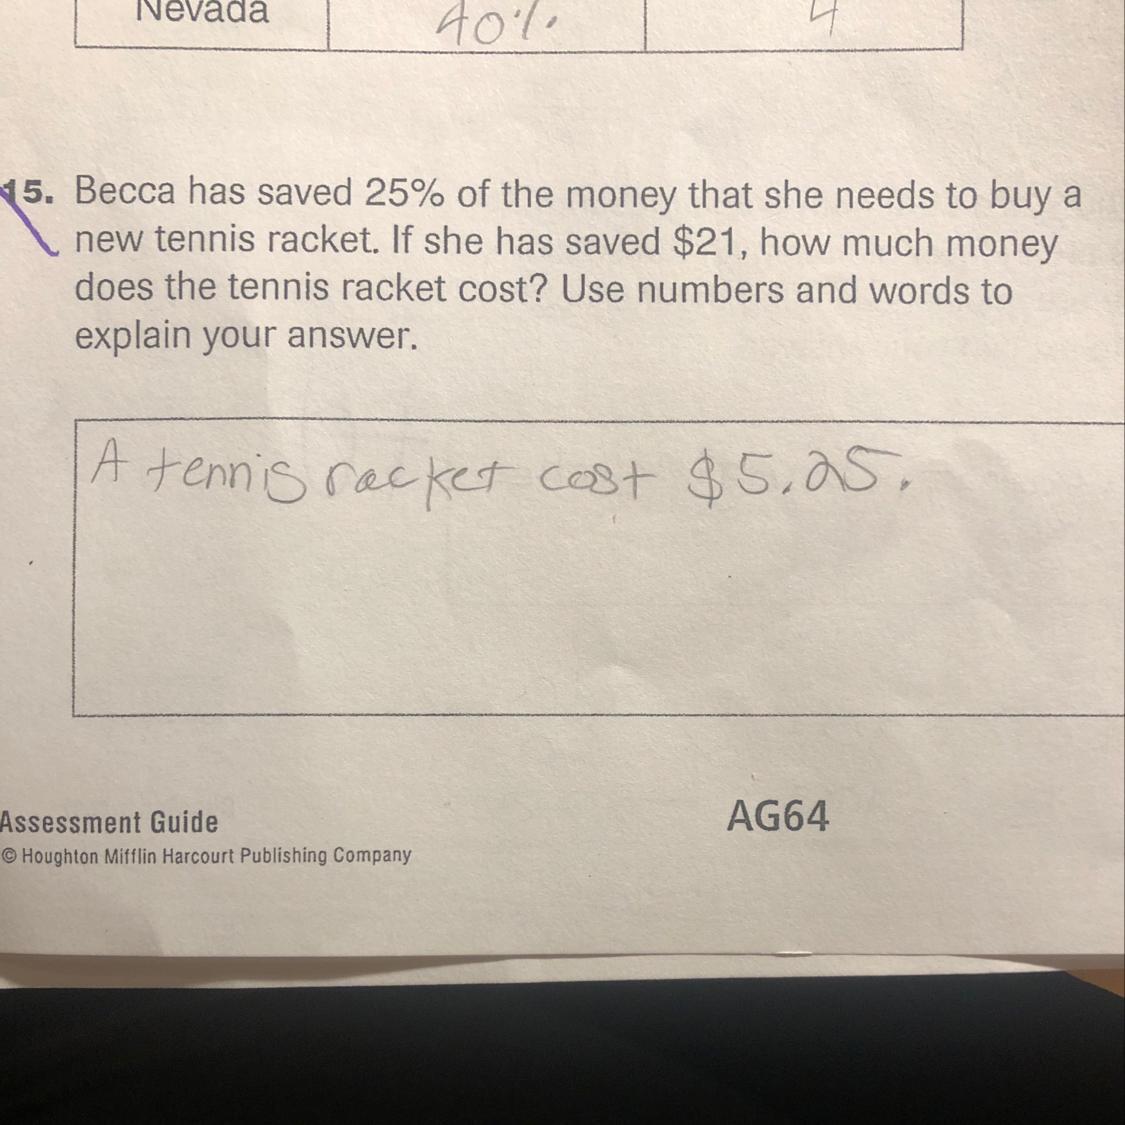 Nevada 40% 4
15. Becca has saved 25% of the money that she needs to buy a
new tennis racket. If she has saved $21, how much money
does the tennis racket cost? Use numbers and words to
explain your answer.
A tennis racket cost $5.25.
Assessment Guide AG64
© Houghton Mifflin Harcourt Publishing Company